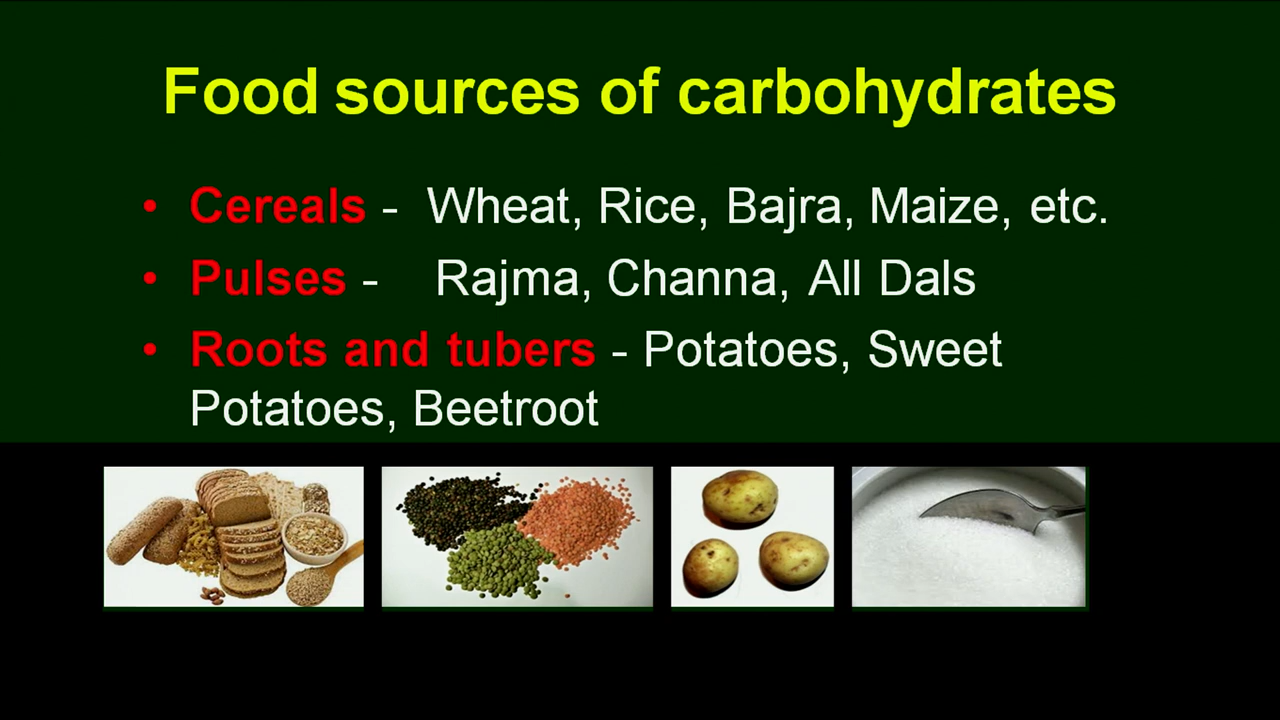 Food sources of carbohydrates
• Cereals - Wheat, Rice, Bajra, Maize, etc.
• Pulses - Rajma, Channa, All Dals
• Roots and tubers - Potatoes, Sweet
Potatoes, Beetroot